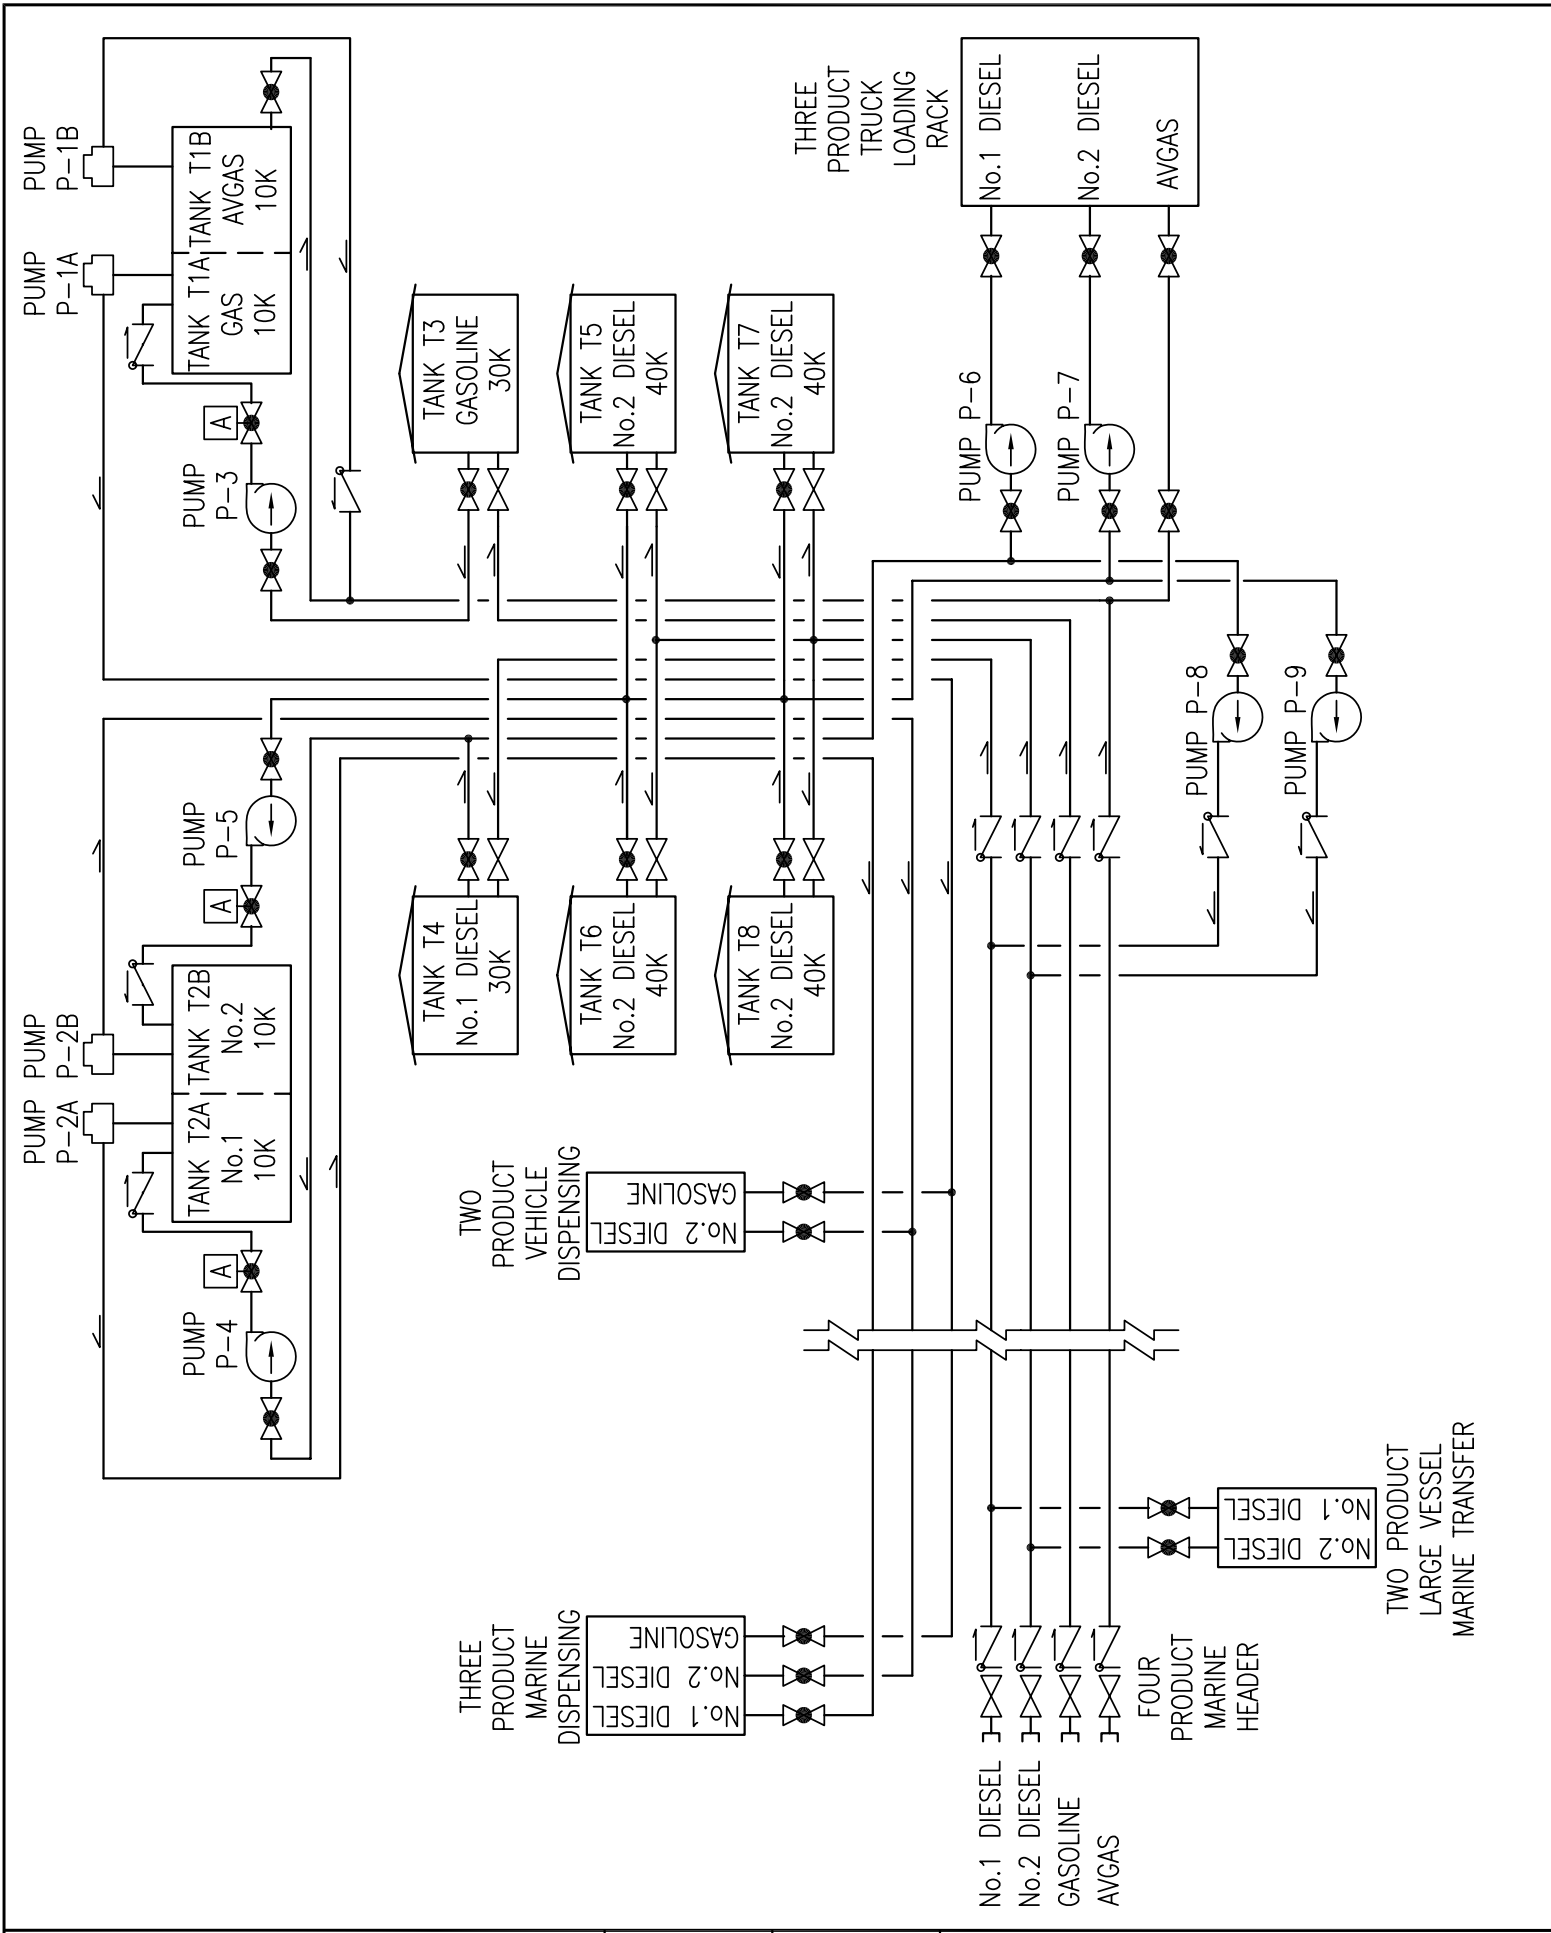 PUMP
P-2A
PUMP
P-2B
PUMP
P-1A
PUMP
P-1B
TANK T2A
No.1
10K
TANK T2B
No.2
10K
TANK T1A
GAS
10K
TANK T1B
AVGAS
10K
A
A
A
PUMP
P-4
PUMP
P-5
PUMP
P-3
TANK T4
No.1 DIESEL
30K
TANK T3
GASOLINE
30K
TANK T6
No.2 DIESEL
40K
TANK T5
No.2 DIESEL
40K
TANK T8
No.2 DIESEL
40K
TANK T7
No.2 DIESEL
40K
THREE
PRODUCT
MARINE
DISPENSING
No.1 DIESEL
No.2 DIESEL
GASOLINE
TWO
PRODUCT
VEHICLE
DISPENSING
No.2 DIESEL
GASOLINE
THREE
PRODUCT
TRUCK
LOADING
RACK
No.1 DIESEL
No.2 DIESEL
AVGAS
PUMP P-6
PUMP P-7
PUMP P-8
PUMP P-9
No.1 DIESEL
No.2 DIESEL
GASOLINE
AVGAS
FOUR
PRODUCT
MARINE
HEADER
No.1 DIESEL
No.2 DIESEL
TWO PRODUCT
LARGE VESSEL
MARINE TRANSFER